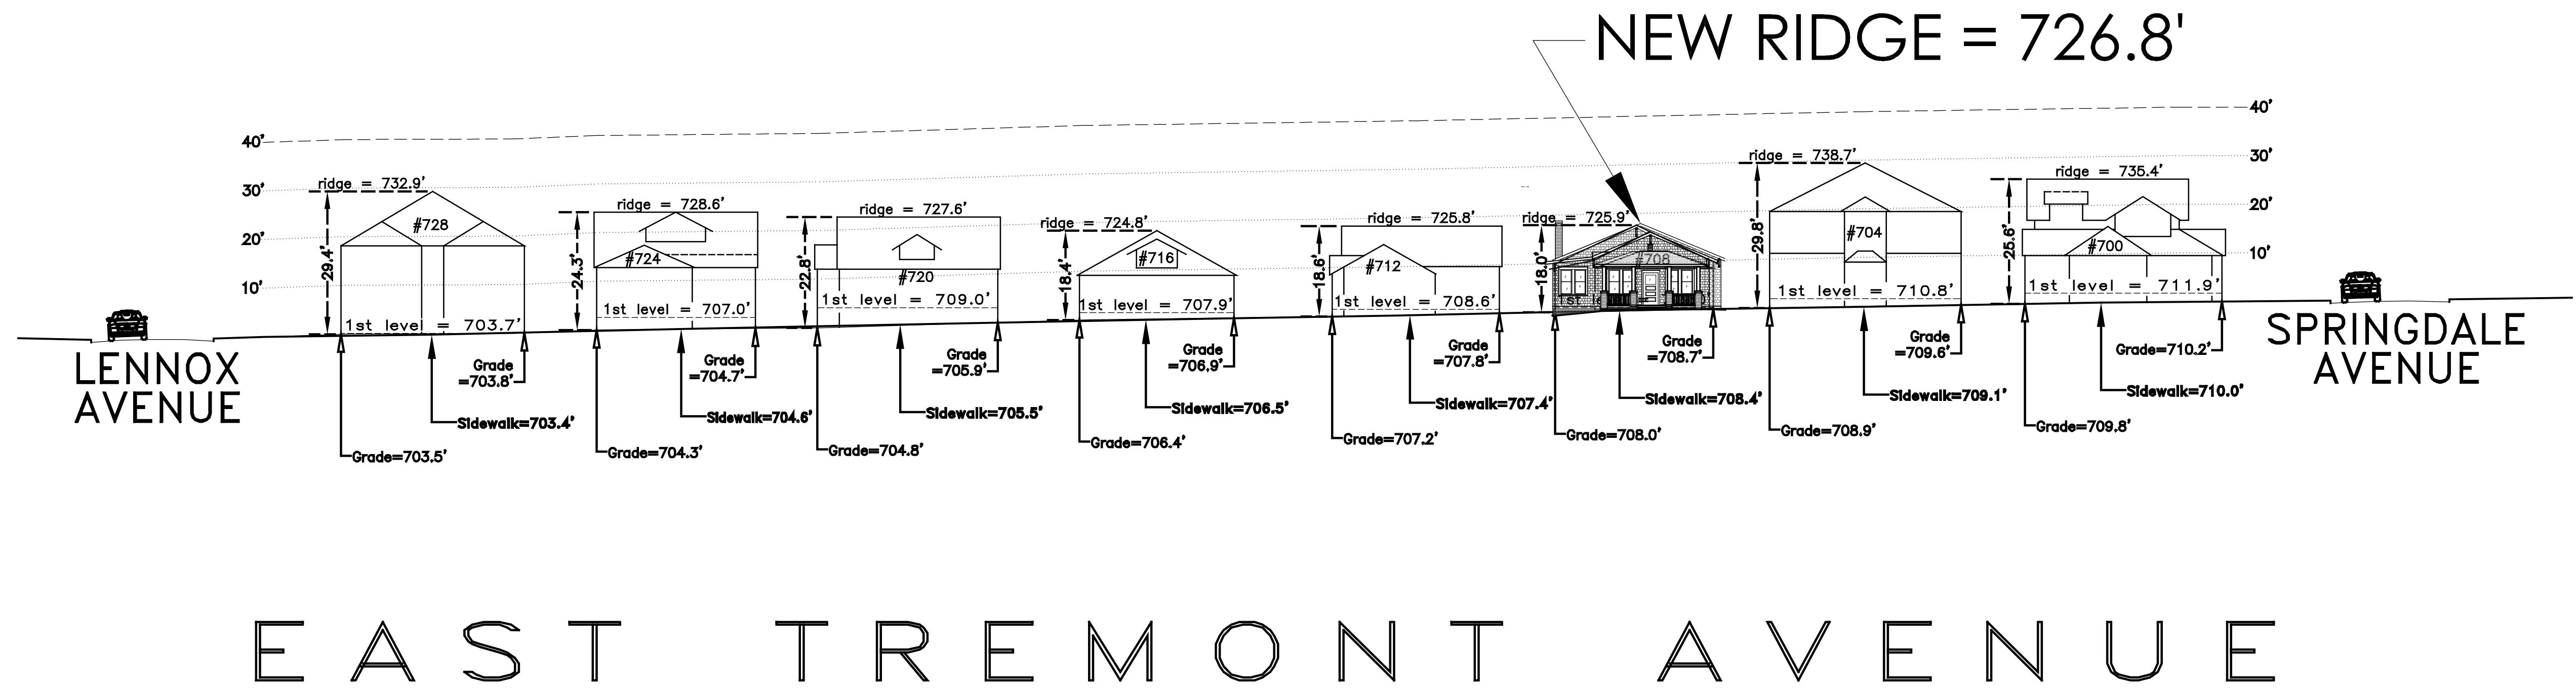 NEW RIDGE = 726.8'
40'
30'
20'
10'
40'
30'
20'
10'
ridge = 732.9'
29.4'
#728
1st level = 703.7'
ridge = 728.6'
24.3'
#724
1st level = 707.0'
ridge = 727.6'
22.8'
#720
1st level = 709.0'
ridge = 724.8'
18.4'
#716
1st level = 707.9'
ridge = 725.8'
18.6'
#712
1st level = 708.6'
ridge = 725.9'
18.0'
#708
1st le
ridge = 738.7'
29.8'
#704
1st level = 710.8'
ridge = 735.4'
25.6'
#700
1st level = 711.9'
LENNOX
AVENUE
SPRINGDALE
AVENUE
Grade
=703.8'
Sidewalk=703.4'
Grade=703.5'
Grade
=704.7'
Sidewalk=704.6'
Grade=704.3'
Grade
=705.9'
Sidewalk=705.5'
Grade=704.8'
Grade
=706.9'
Sidewalk=706.5'
Grade=706.4'
Grade
=707.8'
Sidewalk=707.4'
Grade=707.2'
Grade
=708.7'
Sidewalk=708.4'
Grade=708.0'
Grade
=709.6'
Sidewalk=709.1'
Grade=708.9'
Grade=710.2'
Sidewalk=710.0'
Grade=709.8'
EAST TREMONT AVENUE